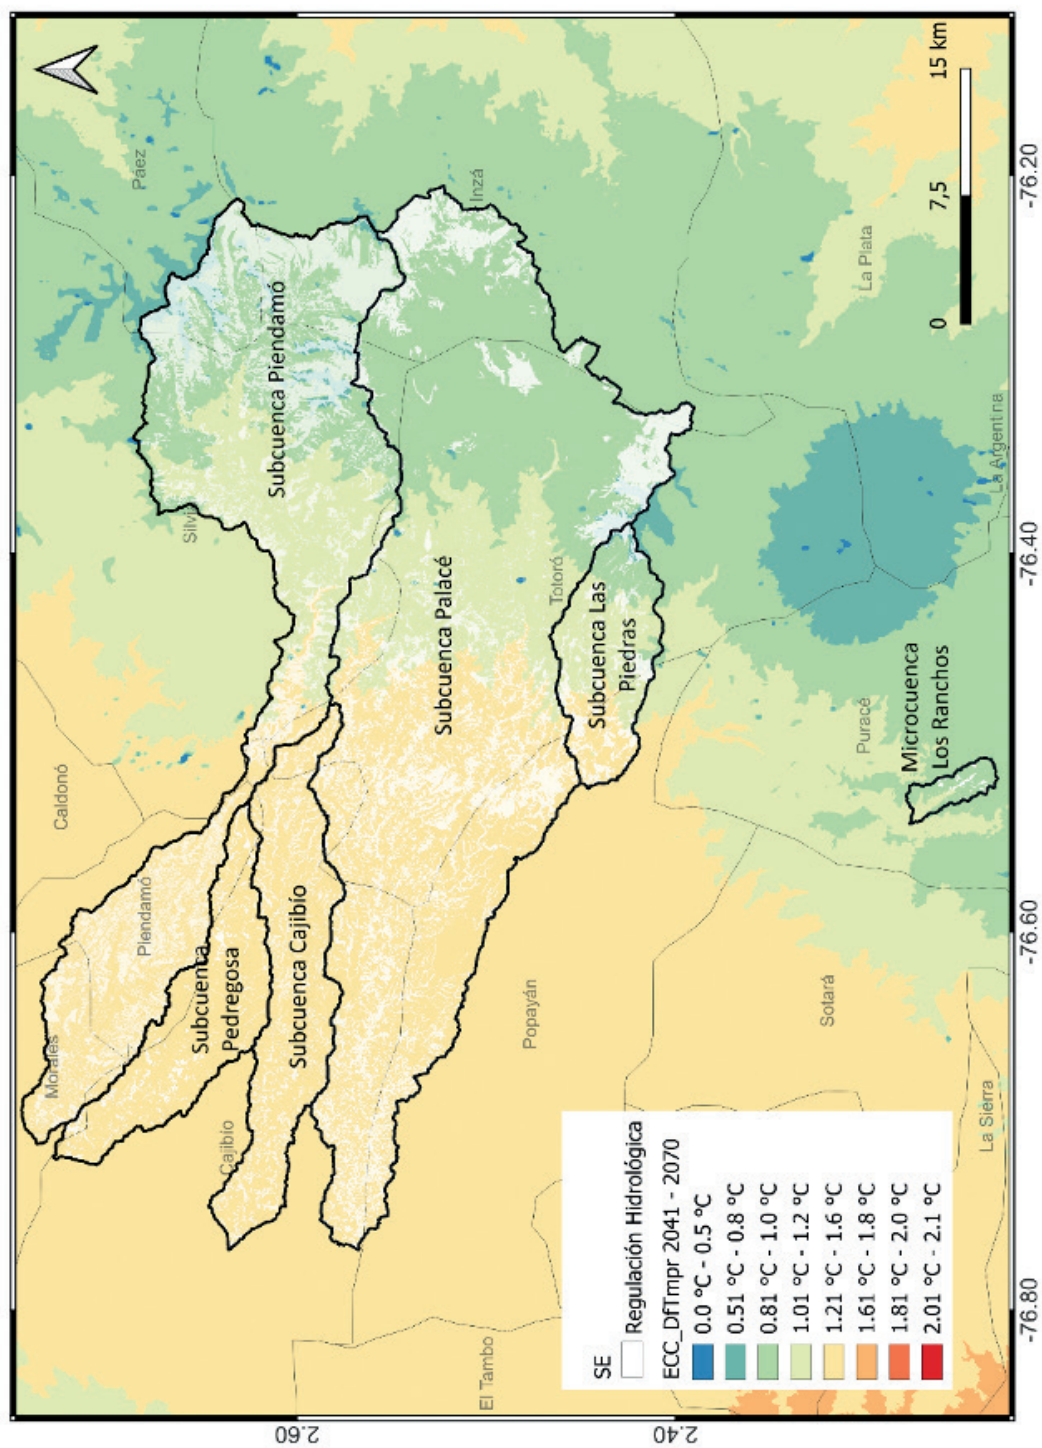 Páez
Inzá
La Plata
La Argentina
Silvi
Totoró
Puracé
Caldonó
Piendamó
Morales
Cajibío
Popayán
Sotará
La Sierra
El Tambo
Subcuenca Piendamó
Subcuenca Palacé
Subcuenca Las
Piedras
Microcuenca
Los Ranchos
Subcuenca
Pedregosa
Subcuenca Cajibío
0
7,5
15 km
SE
Regulación Hidrológica
ECC_DfTmpr 2041 - 2070
0.0 °C - 0.5 °C
0.51 °C - 0.8 °C
0.81 °C - 1.0 °C
1.01 °C - 1.2 °C
1.21 °C - 1.6 °C
1.61 °C - 1.8 °C
1.81 °C - 2.0 °C
2.01 °C - 2.1 °C
-76.80
-76.60
-76.40
-76.20
2.60
2.40